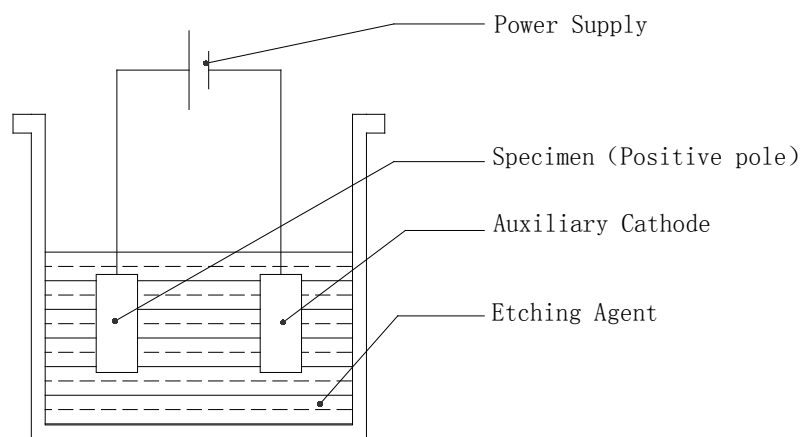 Power Supply
Specimen（Positive pole）
Auxiliary Cathode
Etching Agent